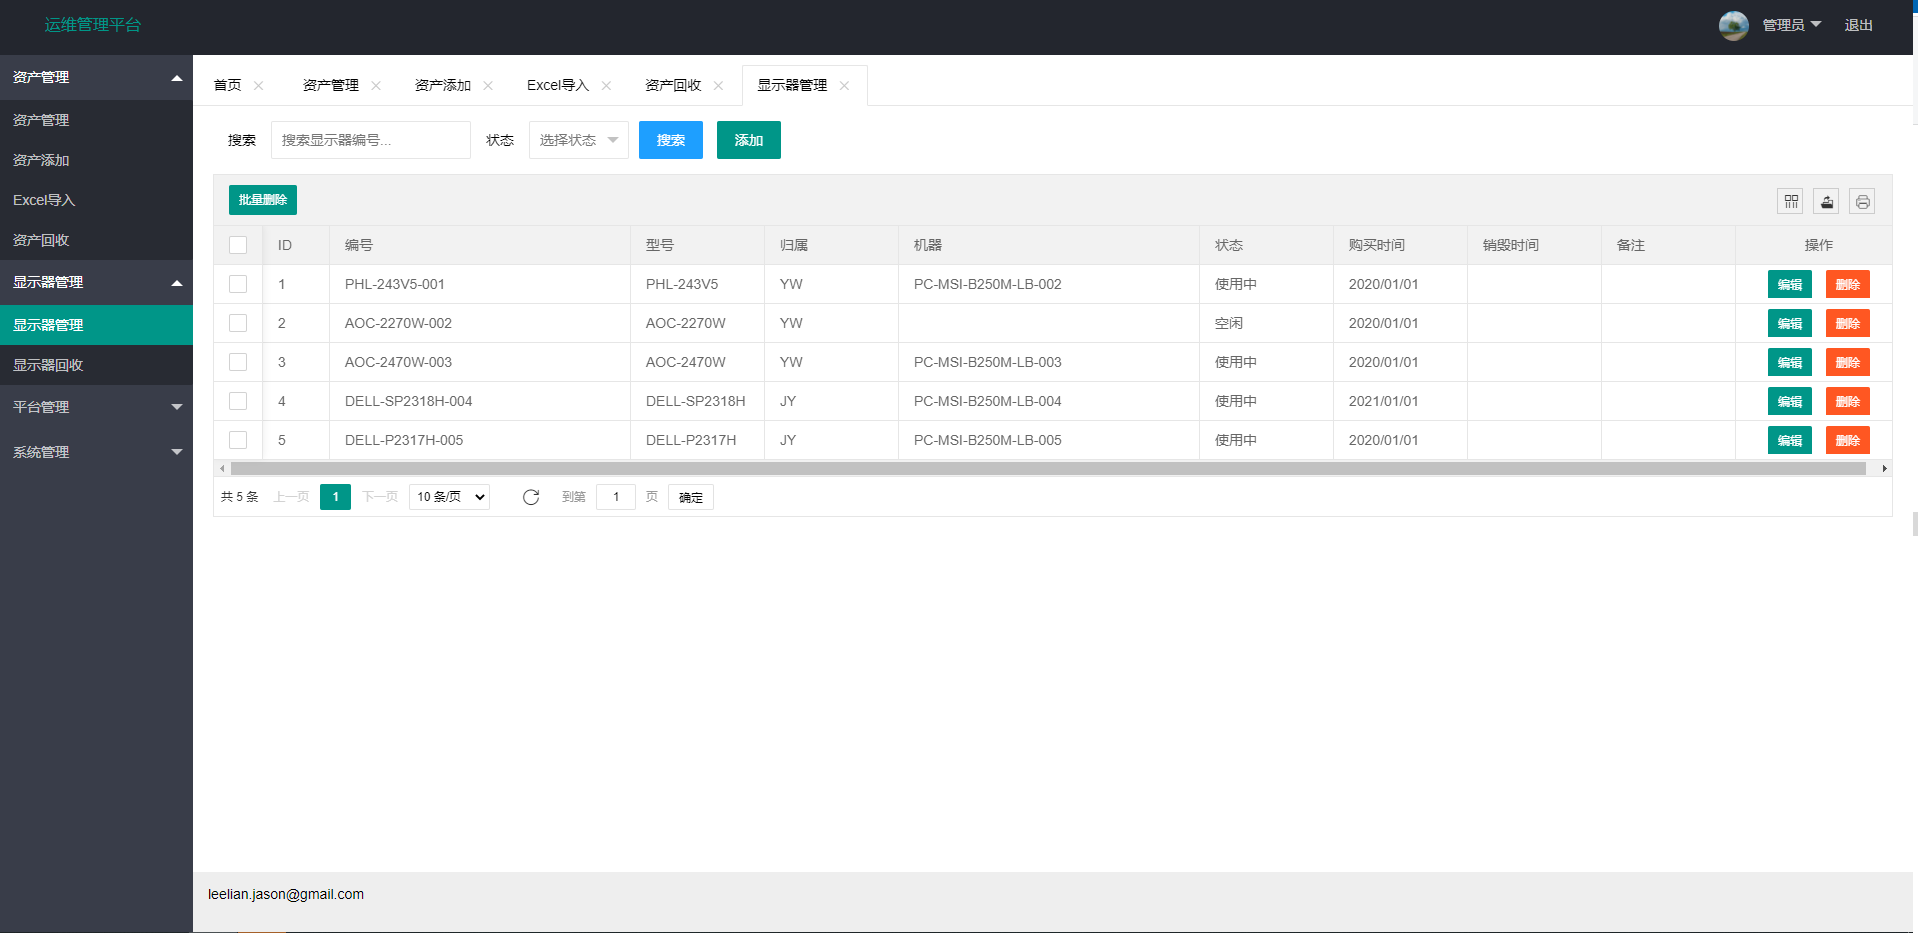 运维管理平台
管理员 退出
资产管理
资产管理
资产添加
Excel导入
资产回收
显示器管理
显示器管理
显示器回收
平台管理
系统管理
首页 资产管理 资产添加 Excel导入 资产回收 显示器管理
搜索 搜索显示器编号... 状态 选择状态 搜索 添加
批量删除
ID 编号 型号 归属 机器 状态 购买时间 销毁时间 备注 操作
1 PHL-243V5-001 PHL-243V5 YW PC-MSI-B250M-LB-002 使用中 2020/01/01 编辑 删除
2 AOC-2270W-002 AOC-2270W YW 空闲 2020/01/01 编辑 删除
3 AOC-2470W-003 AOC-2470W YW PC-MSI-B250M-LB-003 使用中 2020/01/01 编辑 删除
4 DELL-SP2318H-004 DELL-SP2318H JY PC-MSI-B250M-LB-004 使用中 2021/01/01 编辑 删除
5 DELL-P2317H-005 DELL-P2317H JY PC-MSI-B250M-LB-005 使用中 2020/01/01 编辑 删除
共 5 条 上一页 1 下一页 10 条/页 到第 1 页 确定
leelian.jason@gmail.com